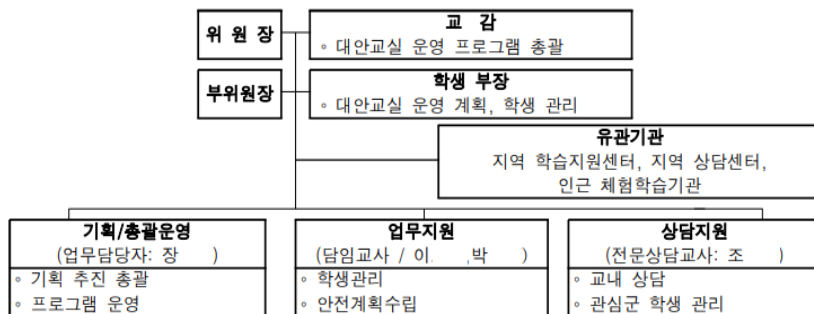 위 원 장
교 감
◦ 대안교실 운영 프로그램 총괄
부위원장
학생 부장
◦ 대안교실 운영 계획, 학생 관리
유관기관
지역 학습지원센터, 지역 상담센터,
인근 체험학습기관
기획/총괄운영
(업무담당자: 장 )
◦ 기획 추진 총괄
◦ 프로그램 운영
업무지원
(담임교사 / 이. ,박 )
◦ 학생관리
◦ 안전계획수립
상담지원
(전문상담교사: 조 )
◦ 교내 상담
◦ 관심군 학생 관리